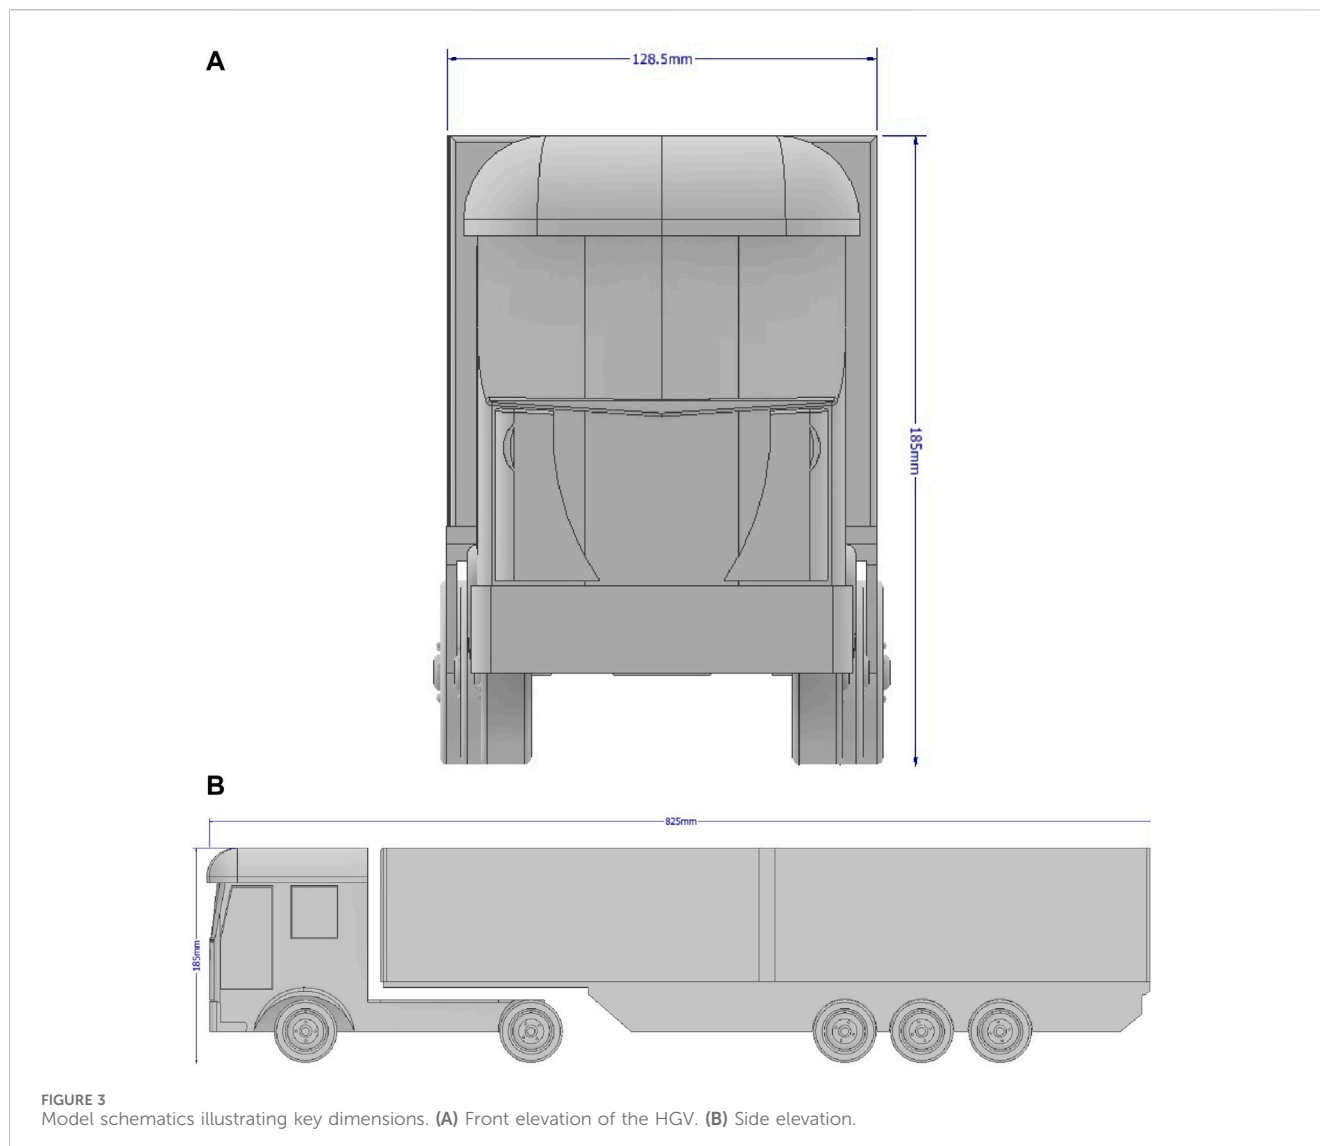 A
128.5mm
185mm
B
825mm
185mm
FIGURE 3
Model schematics illustrating key dimensions. (A) Front elevation of the HGV. (B) Side elevation.